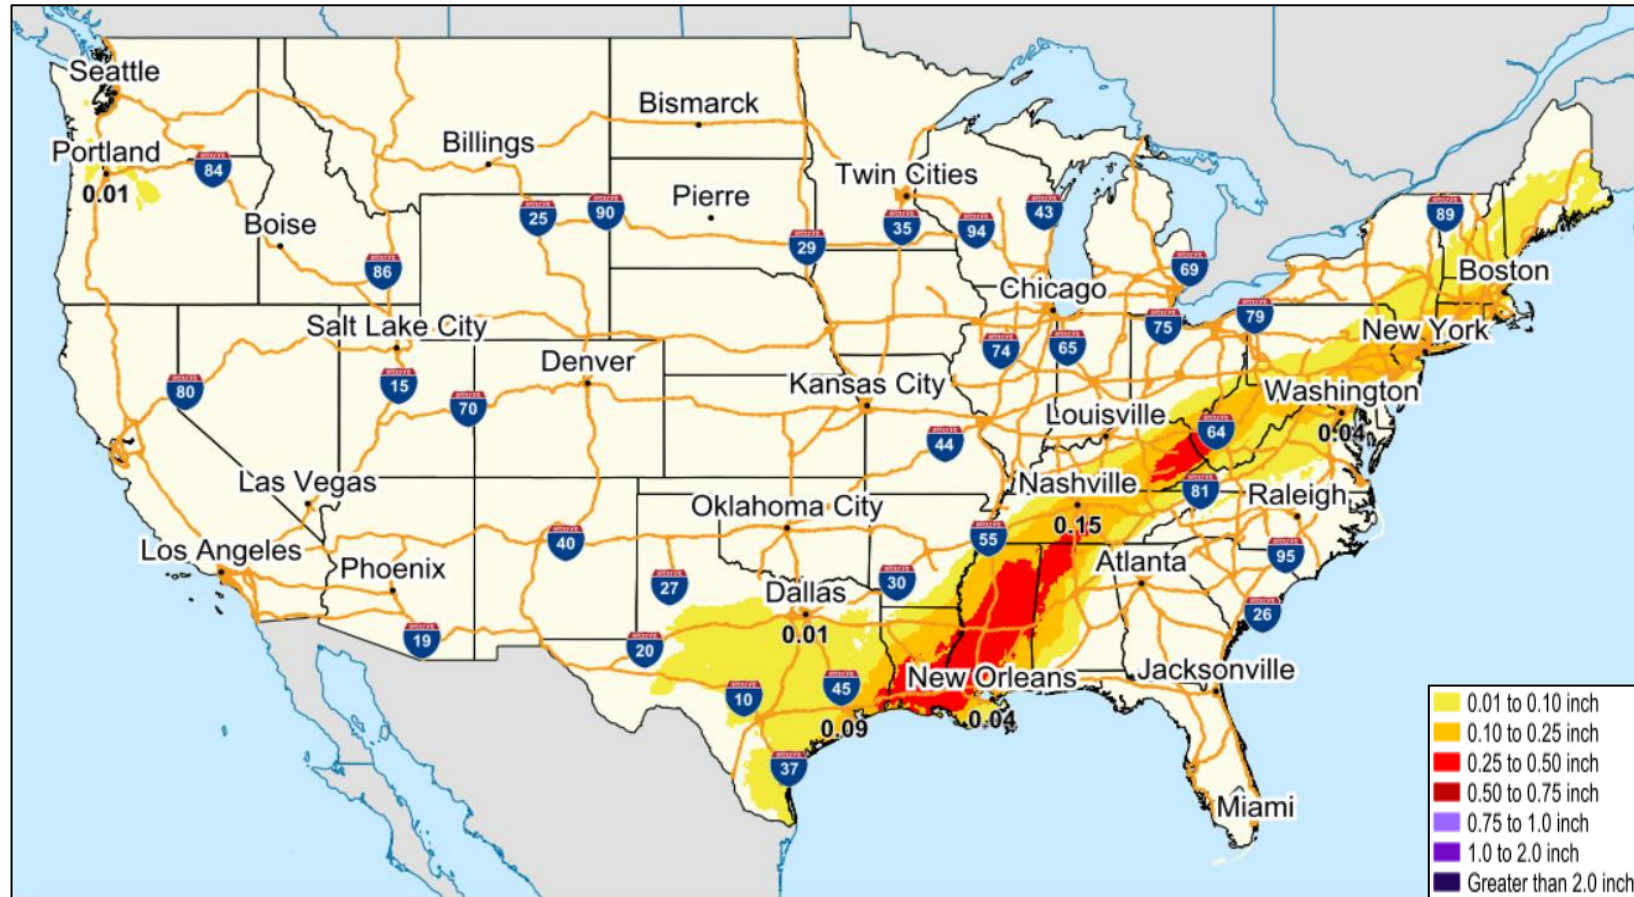 Seattle
Bismarck
Billings
Portland
84
0.01
Twin Cities
Pierre
25
90
43
89
Boise
35
94
29
86
69
Boston
Chicago
Salt Lake City
79
75
New York
74
65
Denver
80
15
70
Kansas City
Washington
Louisville
64
0.04
44
Las Vegas
Nashville
81
Raleigh
Oklahoma City
0.15
55
40
95
Los Angeles
Phoenix
Atlanta
27
30
Dallas
26
0.01
19
20
New Orleans
Jacksonville
10
45
0.04
0.09
37
Miami
0.01 to 0.10 inch
0.10 to 0.25 inch
0.25 to 0.50 inch
0.50 to 0.75 inch
0.75 to 1.0 inch
1.0 to 2.0 inch
Greater than 2.0 inch